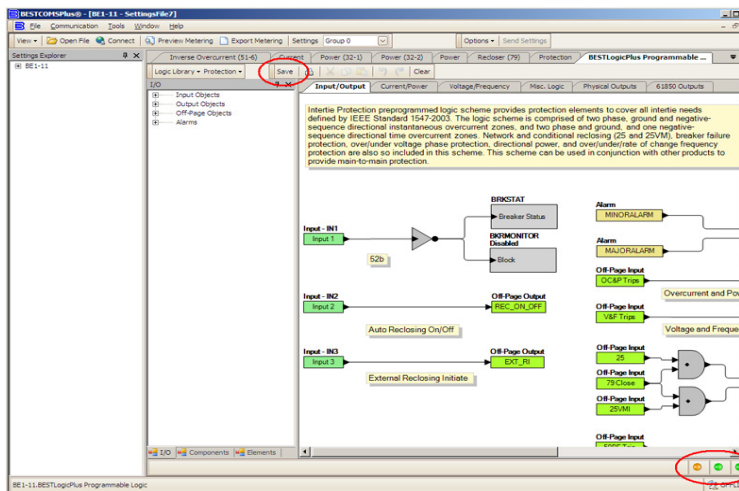 BESTCOMSPlus® - [BE1-11 - SettingsFile7]
File Communication Tools Window Help
View Open File Connect Preview Metering Export Metering Settings Group 0 Options Send Settings
Settings Explorer
BE1-11
Inverse Overcurrent (51-6) Current Power (32-1) Power (32-2) Power Recloser (79) Protection BESTLogicPlus Programmable ...
Logic Library Protection Save Clear
I/O
Input Objects
Output Objects
Off-Page Objects
Alarms
Input/Output Current/Power Voltage/Frequency Misc. Logic Physical Outputs 61850 Outputs
Intertie Protection preprogrammed logic scheme provides protection elements to cover all intertie needs
defined by IEEE Standard 1547-2003. The logic scheme is comprised of two phase, ground and negative-
sequence directional instantaneous overcurrent zones, and two phase and ground, and one negative-
sequence directional time overcurrent zones. Network and conditional reclosing (25 and 25VM), breaker failure
protection, over/under voltage phase protection, directional power, and over/under/rate of change frequency
protection are also so included in this scheme. This scheme can be used in conjunction with other products to
provide main-to-main protection.
BRKSTAT
Breaker Status
BKRMONITOR
Disabled
Block
Input - IN1
Input 1
52b
Input - IN2
Input 2
Off-Page Output
REC_ON_OFF
Auto Reclosing On/Off
Input - IN3
Input 3
Off-Page Output
EXT_RI
External Reclosing Initiate
Alarm
MINORALARM
Alarm
MAJORALARM
Off-Page Input
OC&P Trips
Overcurrent and Pow
Off-Page Input
V&F Trips
Voltage and Freque
Off-Page Input
25
Off-Page Input
79Close
Off-Page Input
25VMI
Off-Page Input
I/O Components Elements
BE1-11.BESTLogicPlus Programmable Logic